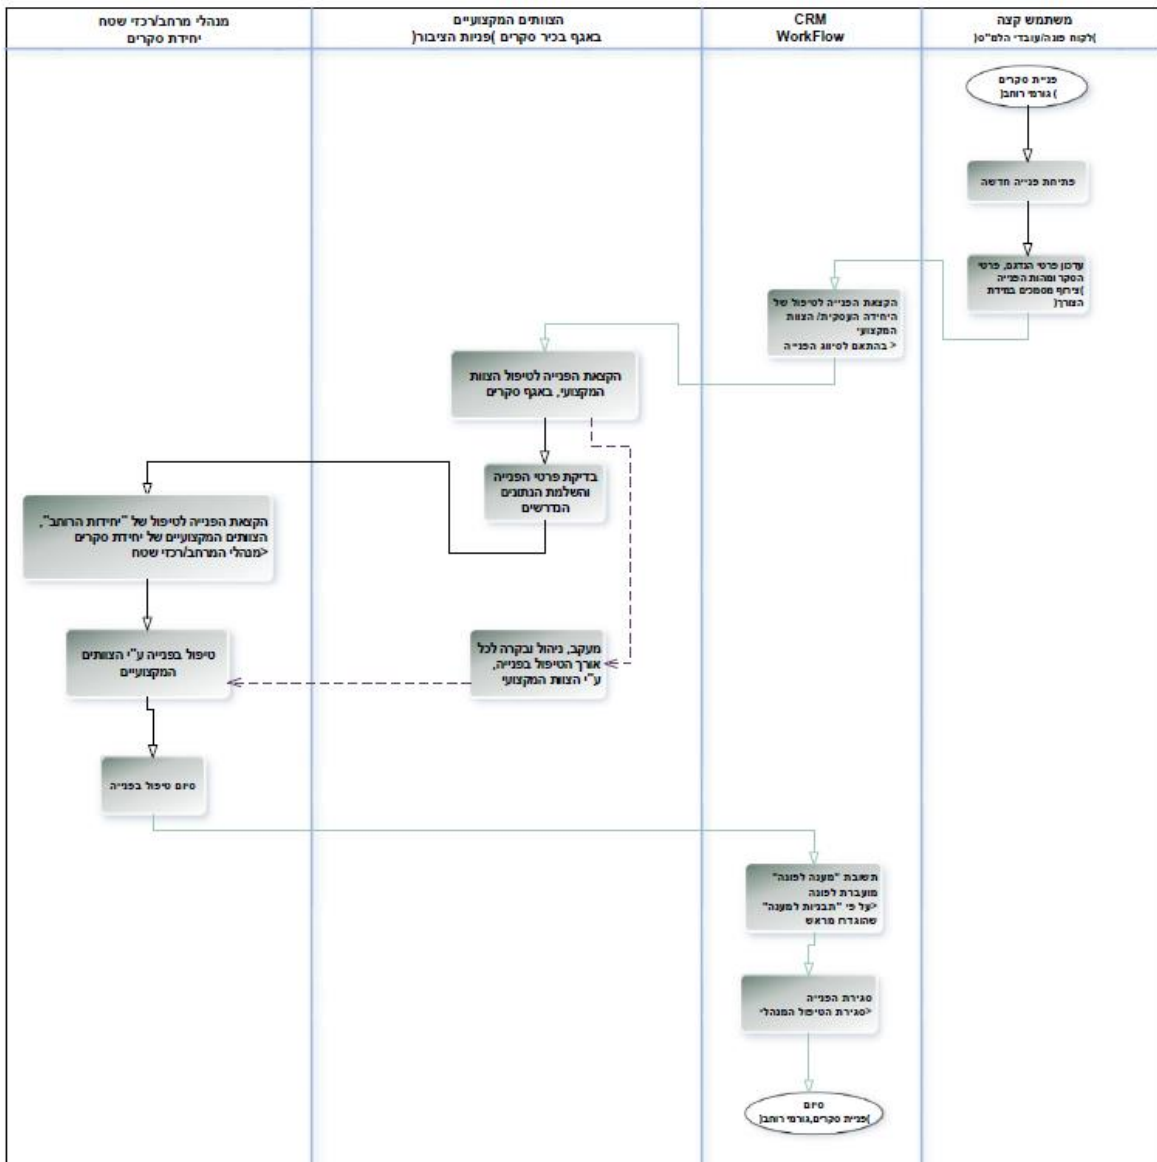 משתמש קצה
)לקוח פונה/עובדי הלמ"ס(
CRM
WorkFlow
הצוותים המקצועיים
באגף בכיר סקרים )פניות הציבור(
מנהלי מרחב/רכזי שטח
יחידת סקרים
פניית סקרים
) גורמי רוחב(
פתיחת פנייה חדשה
עדכון פרטי הנדגם, פרטי
הסקר ומהות הפנייה
)צירוף מסמכים במידת
הצורך(
הקצאת הפנייה לטיפול של
היחידה העסקית/ הצוות
המקצועי
> בהתאם לסיווג הפנייה
הקצאת הפנייה לטיפול הצוות
המקצועי, באגף סקרים
בדיקת פרטי הפנייה
והשלמת הנתונים
הנדרשים
הקצאת הפנייה לטיפול של "יחידות הרוחב",
הצוותים המקצועיים של יחידת סקרים
>מנהלי המרחב/רכזי שטח
טיפול בפנייה ע"י הצוותים
המקצועיים
מעקב, ניהול ובקרה לכל
אורך הטיפול בפנייה,
ע"י הצוות המקצועי
סיום טיפול בפנייה
תשובת "מענה לפונה"
מועברת לפונה
>על פי "תבניות למענה"
שהוגדרו מראש
סגירת הפנייה
>סגירת הטיפול המנהלי
סיום
)פניית סקרים,גורמי רוחב(